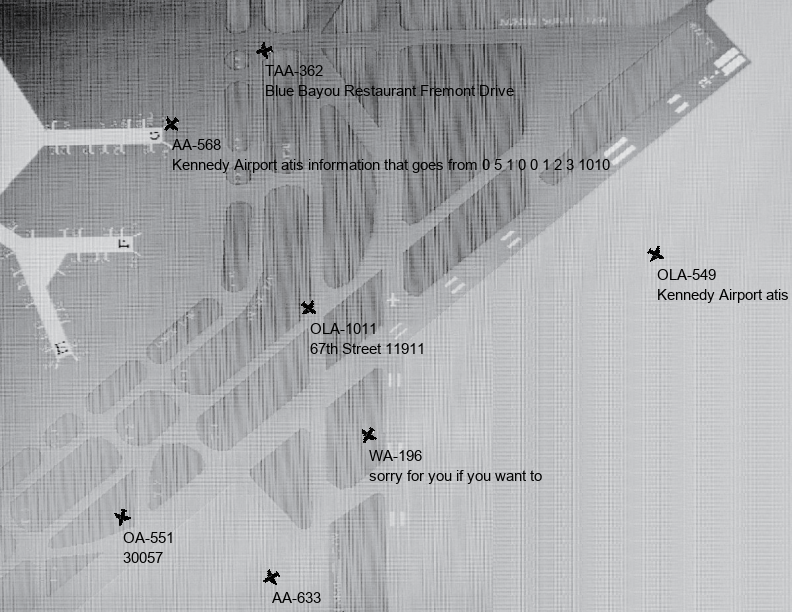 TAA-362
Blue Bayou Restaurant Fremont Drive
AA-568
Kennedy Airport atis information that goes from 0 5 1 0 0 1 2 3 1010
OLA-549
Kennedy Airport atis
OLA-1011
67th Street 11911
WA-196
sorry for you if you want to
OA-551
30057
AA-633